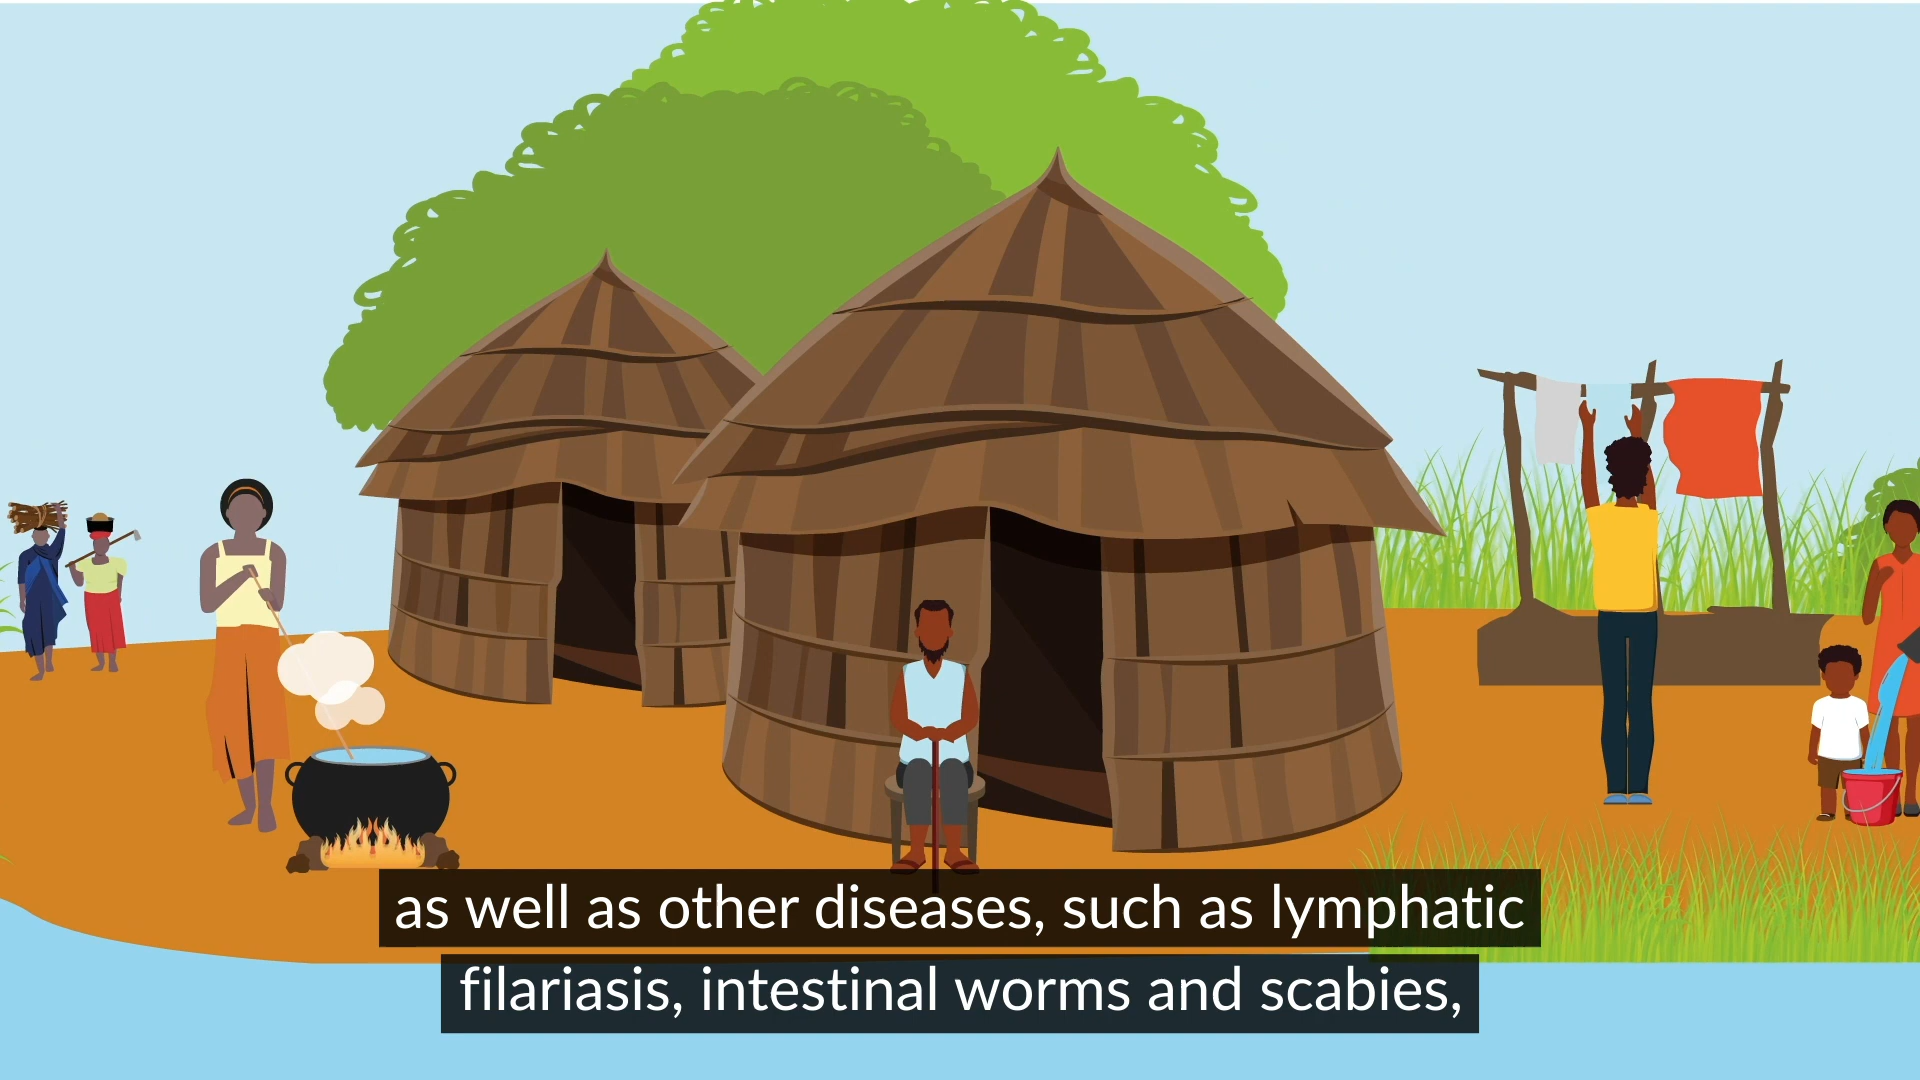 as well as other diseases, such as lymphatic
filariasis, intestinal worms and scabies,